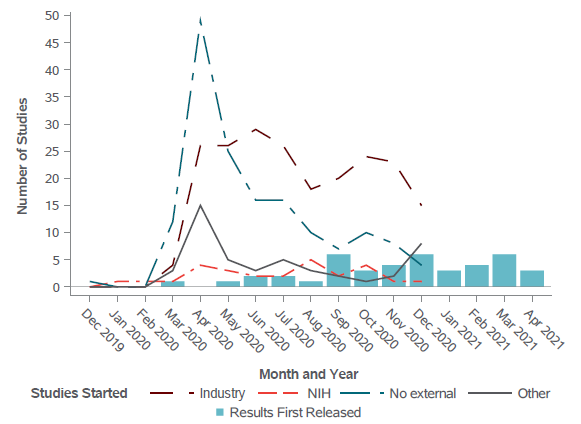 50
45
40
35
30
25
20
15
10
5
0
Number of Studies
Dec 2019
Jan 2020
Feb 2020
Mar 2020
Apr 2020
May 2020
Jun 2020
Jul 2020
Aug 2020
Sep 2020
Oct 2020
Nov 2020
Dec 2020
Jan 2021
Feb 2021
Mar 2021
Apr 2021
Month and Year
Studies Started Industry NIH No external Other
Results First Released